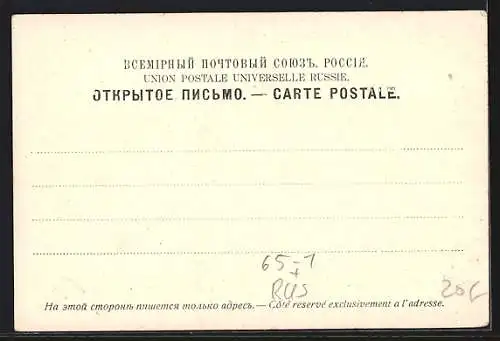 ВСЕМІРНЫЙ ПОЧТОВЫЙ СОЮЗЪ. РОССІЯ.
UNION POSTALE UNIVERSELLE RUSSIE.
ОТКРЫТОЕ ПИСЬМО. — CARTE POSTALE.
65-1
+
RUS
20€
На этой сторонѣ пишется только адресъ. — Côté reservé exclusivement a l'adresse.